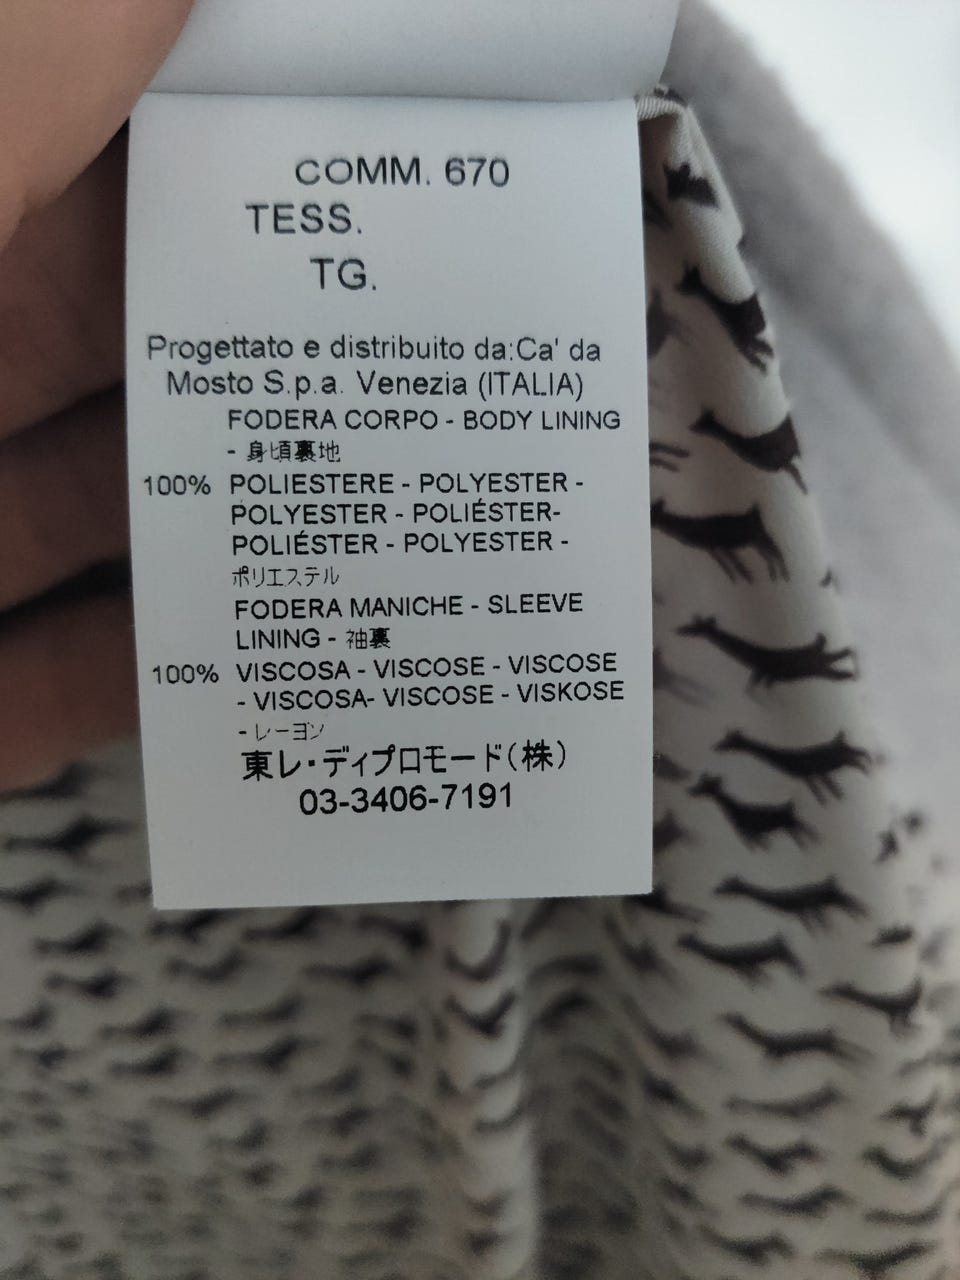 COMM. 670
TESS.
TG.
Progettato e distribuito da:Ca' da
Mosto S.p.a. Venezia (ITALIA)
FODERA CORPO - BODY LINING
- 身頃裏地
100% POLIESTERE - POLYESTER -
POLYESTER - POLIÉSTER-
POLIÉSTER - POLYESTER -
ポリエステル
FODERA MANICHE - SLEEVE
LINING - 袖裏
100% VISCOSA - VISCOSE - VISCOSE
- VISCOSA- VISCOSE - VISKOSE
- レーヨン
東レ・ディプロモード(株)
03-3406-7191